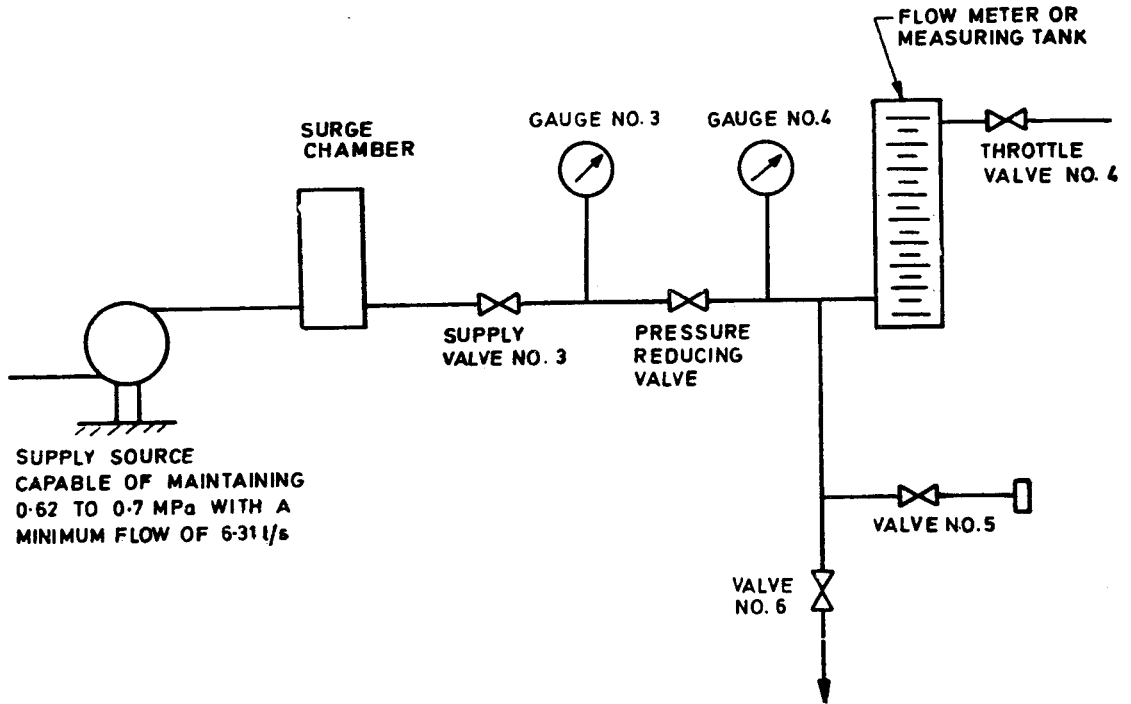 FLOW METER OR
MEASURING TANK
SURGE
CHAMBER
GAUGE NO. 3
GAUGE NO.4
THROTTLE
VALVE NO. 4
SUPPLY
VALVE NO. 3
PRESSURE
REDUCING
VALVE
SUPPLY SOURCE
CAPABLE OF MAINTAINING
0·62 TO 0·7 MPa WITH A
MINIMUM FLOW OF 6·31 l/s
VALVE NO.5
VALVE
NO. 6